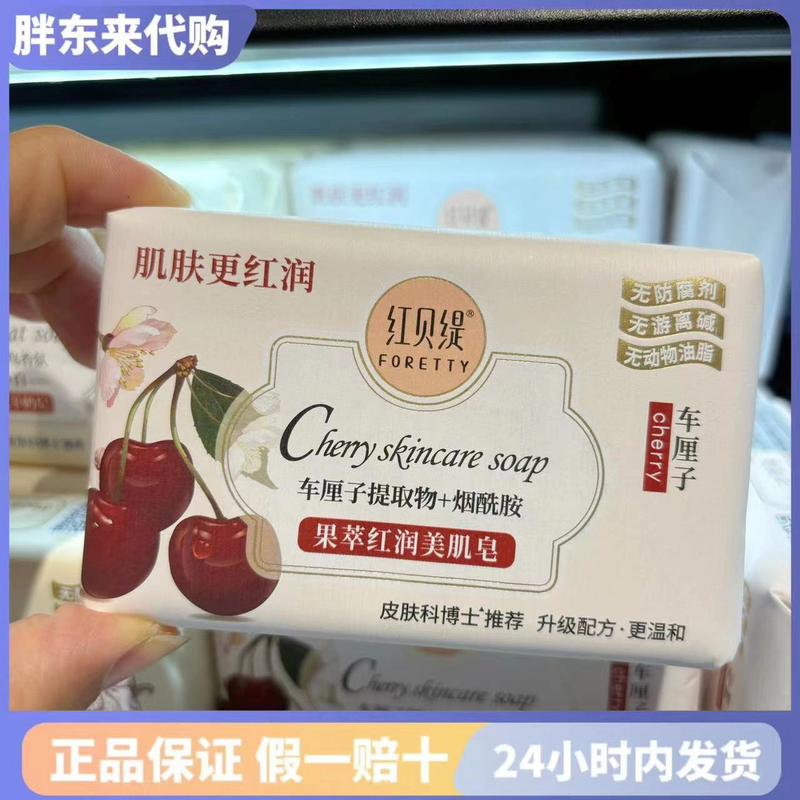 胖东来代购
肌肤更红润
红贝缇®
FORETTY
无防腐剂
无游离碱
无动物油脂
Cherry skincare soap
车厘子提取物+烟酰胺
果萃红润美肌皂
车厘子
cherry
皮肤科博士*推荐 升级配方·更温和
Cherry skincare soap
车厘子
正品保证 假一赔十
24小时内发货